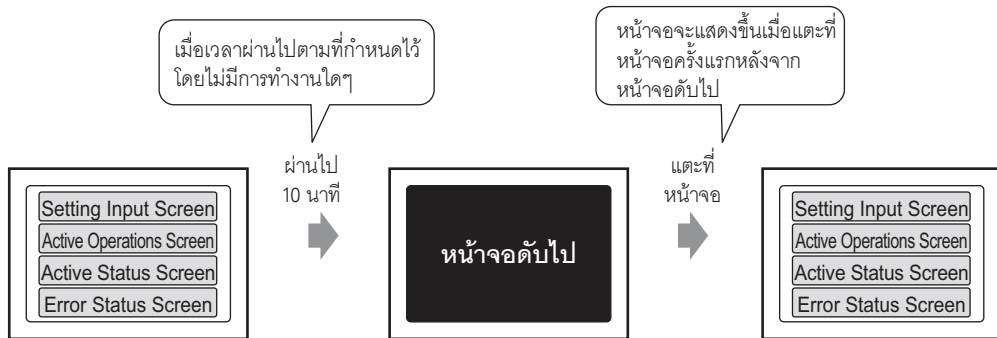 เมื่อเวลาผ่านไปตามที่กำหนดไว้
โดยไม่มีการทำงานใดๆ
หน้าจอจะแสดงขึ้นเมื่อแตะที่
หน้าจอครั้งแรกหลังจาก
หน้าจอดับไป
Setting Input Screen
Active Operations Screen
Active Status Screen
Error Status Screen
ผ่านไป
10 นาที
หน้าจอดับไป
แตะที่
หน้าจอ
Setting Input Screen
Active Operations Screen
Active Status Screen
Error Status Screen